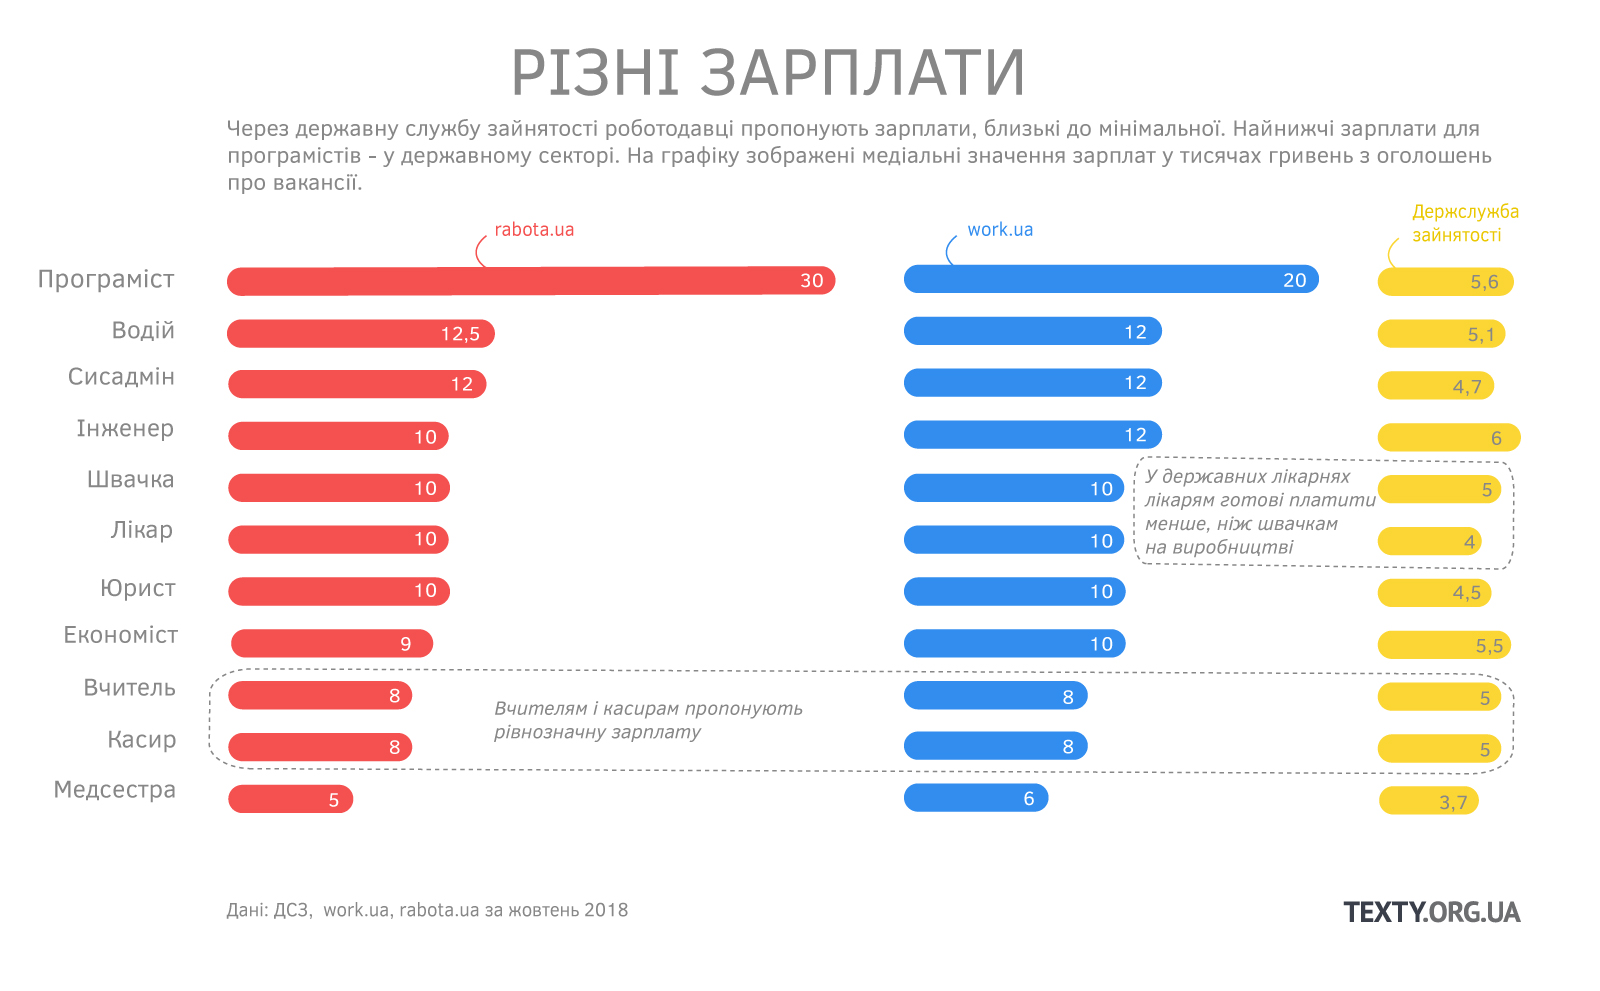 РІЗНІ ЗАРПЛАТИ
Через державну службу зайнятості роботодавці пропонують зарплати, близькі до мінімальної. Найнижчі зарплати для
програмістів - у державному секторі. На графіку зображені медіальні значення зарплат у тисячах гривень з оголошень
про вакансії.
rabota.ua
work.ua
Держслужба
зайнятості
Програміст 30 20 5,6
Водій 12,5 12 5,1
Сисадмін 12 12 4,7
Інженер 10 12 6
Швачка 10 10 5
Лікар 10 10 4
У державних лікарнях
лікарям готові платити
менше, ніж швачкам
на виробництві
Юрист 10 10 4,5
Економіст 9 10 5,5
Вчитель 8 8 5
Касир 8 8 5
Вчителям і касирам пропонують
рівнозначну зарплату
Медсестра 5 6 3,7
Дані: ДСЗ, work.ua, rabota.ua за жовтень 2018
TEXTY.ORG.UA